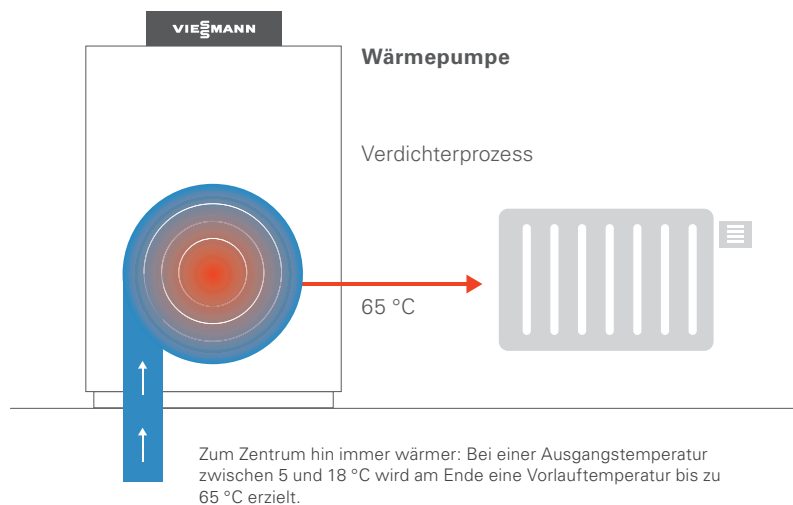 VIESMANN
Wärmepumpe
Verdichterprozess
65 °C
Zum Zentrum hin immer wärmer: Bei einer Ausgangstemperatur
zwischen 5 und 18 °C wird am Ende eine Vorlauftemperatur bis zu
65 °C erzielt.